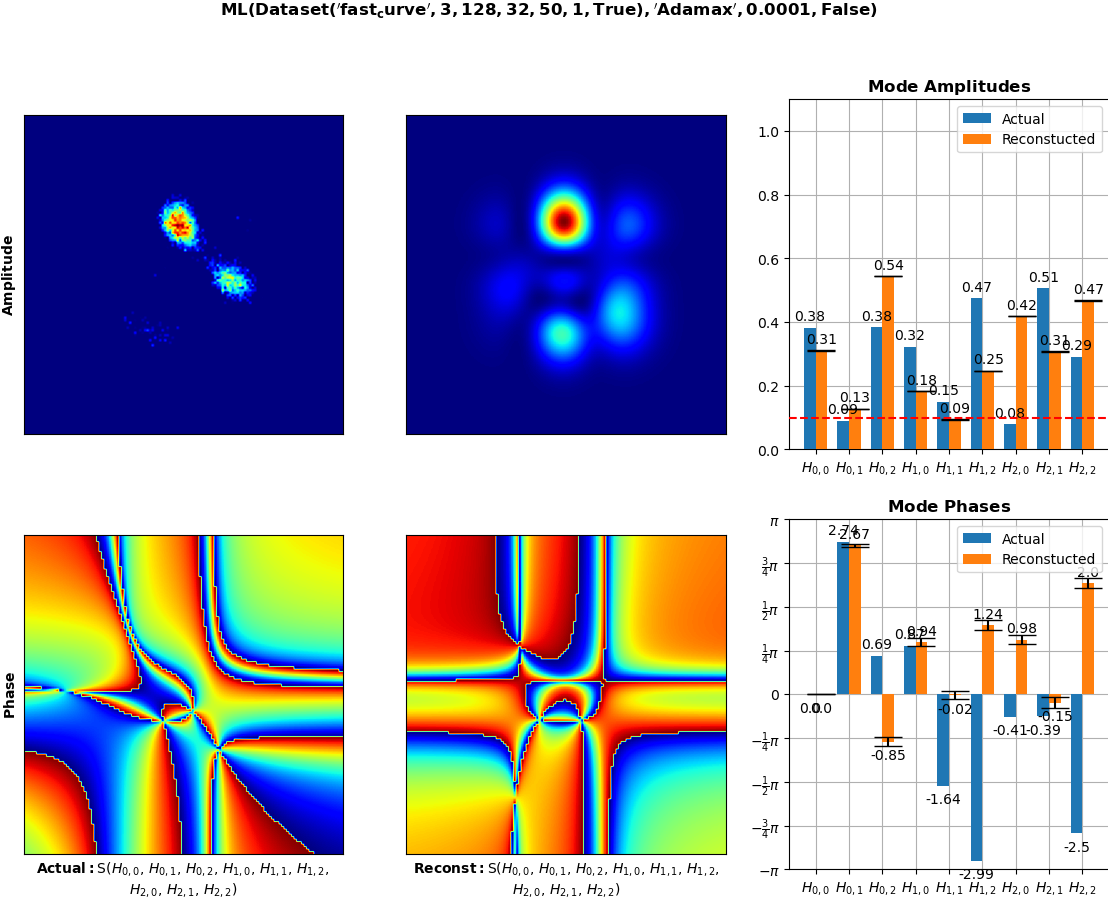 ML(Dataset('fast_curve', 3, 128, 32, 50, 1, True), 'Adamax', 0.0001, False)
Mode Amplitudes
Amplitude
Actual
Reconstucted
1.0
0.8
0.6
0.4
0.2
0.0
0.38 0.31 0.09 0.13 0.38 0.54 0.32 0.18 0.15 0.09 0.47 0.25 0.08 0.42 0.51 0.31 0.29 0.47
H0,0 H0,1 H0,2 H1,0 H1,1 H1,2 H2,0 H2,1 H2,2
Mode Phases
Phase
Actual
Reconstucted
π
3/4π
1/2π
1/4π
0
−1/4π
−1/2π
−3/4π
−π
0.0 0.0 2.74 2.67 0.69 -0.85 0.94 -1.64 -0.02 -2.99 1.24 -0.41 0.98 -0.39 -0.15 -2.5 2.0
H0,0 H0,1 H0,2 H1,0 H1,1 H1,2 H2,0 H2,1 H2,2
Actual: S(H0,0, H0,1, H0,2, H1,0, H1,1, H1,2,
H2,0, H2,1, H2,2)
Reconst: S(H0,0, H0,1, H0,2, H1,0, H1,1, H1,2,
H2,0, H2,1, H2,2)